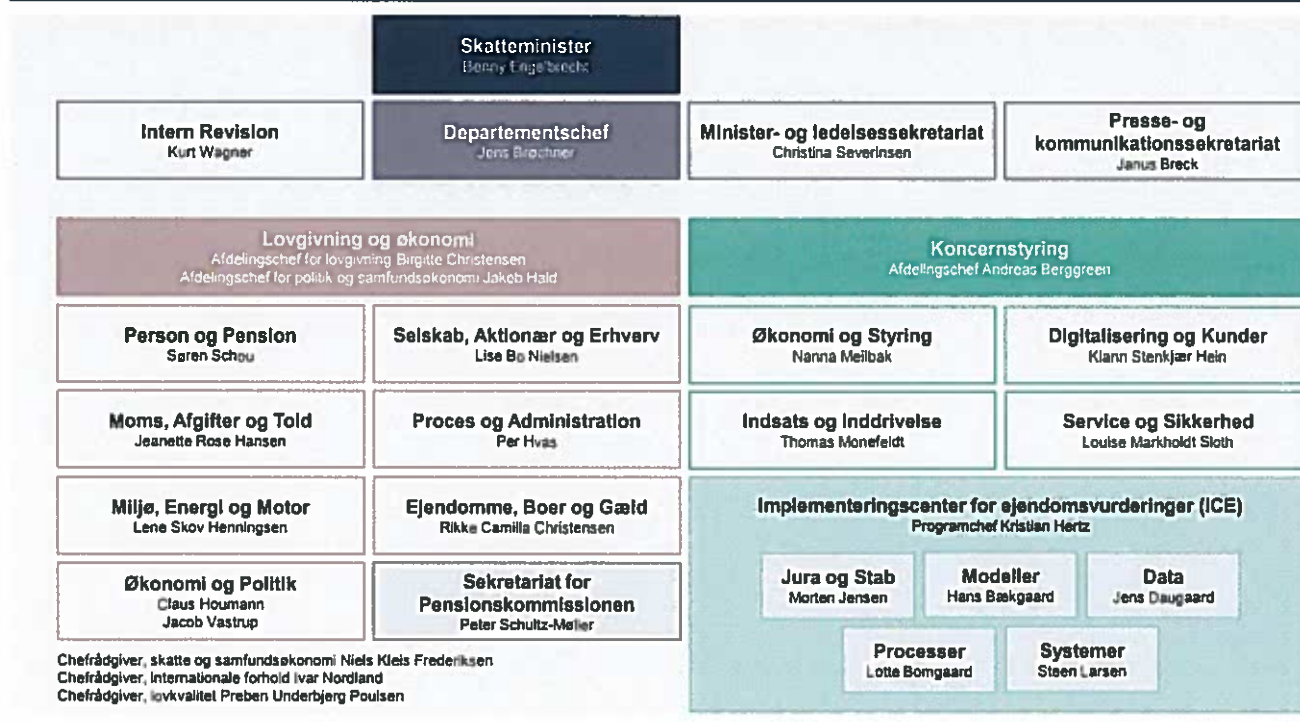 Skatteminister
Benny Engelbrecht
Intern Revision
Kurt Wagner
Departementschef
Jens Brøchner
Minister- og ledelsessekretariat
Christina Severinsen
Presse- og
kommunikationssekretariat
Janus Breck
Lovgivning og økonomi
Afdelingschef for lovgivning Birgitte Christensen
Afdelingschef for politik og samfundsøkonomi Jakob Hald
Koncernstyring
Afdelingschef Andreas Berggreen
Person og Pension
Søren Schou
Selskab, Aktionær og Erhverv
Lise Bo Nielsen
Økonomi og Styring
Nanna Meilbak
Digitalisering og Kunder
Klann Stenkjær Hein
Moms, Afgifter og Told
Jeanette Rose Hansen
Proces og Administration
Per Hvas
Indsats og Inddrivelse
Thomas Monefeldt
Service og Sikkerhed
Louise Markholdt Sloth
Miljø, Energi og Motor
Lene Skov Henningsen
Ejendomme, Boer og Gæld
Rikke Camilla Christensen
Implementeringscenter for ejendomsvurderinger (ICE)
Programchef Kristian Hertz
Økonomi og Politik
Claus Houmann
Jacob Vastrup
Sekretariat for
Pensionskommissionen
Peter Schultz-Møller
Jura og Stab
Morten Jensen
Modeller
Hans Bækgaard
Data
Jens Daugaard
Processer
Lotte Bomgaard
Systemer
Steen Larsen
Chefrådgiver, skatte og samfundsøkonomi Niels Kleis Frederiksen
Chefrådgiver, internationale forhold Ivar Nordland
Chefrådgiver, lovkvalitet Preben Underbjerg Poulsen